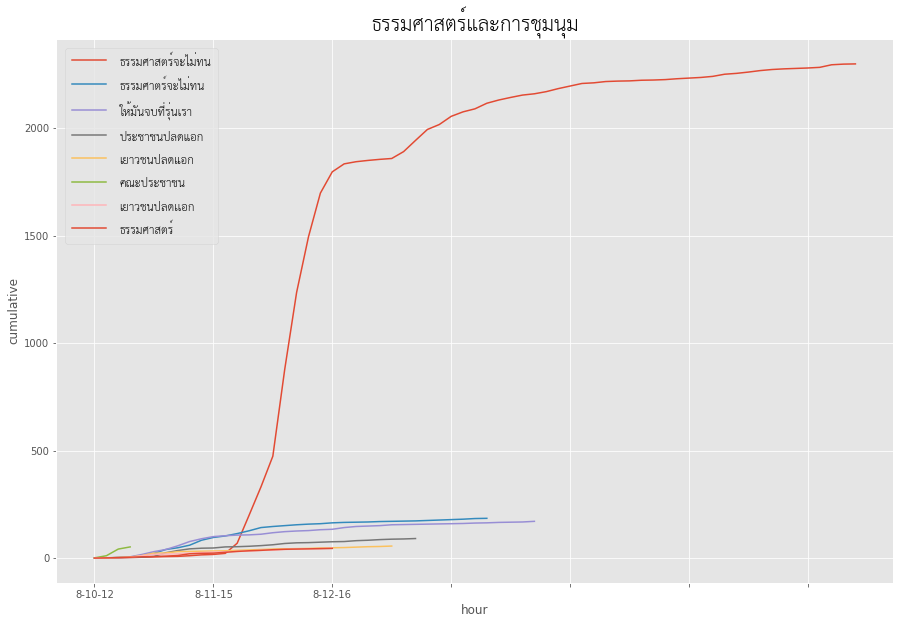 ธรรมศาสตร์และการชุมนุม
ธรรมศาสตร์จะไม่ทน
ธรรมศาตร์จะไม่ทน
ให้มันจบที่รุ่นเรา
ประชาชนปลดแอก
เยาวชนปลดแอก
คณะประชาชน
เยาวชนปลดแอก
ธรรมศาสตร์
cumulative
2000
1500
1000
500
0
8-10-12
8-11-15
8-12-16
hour